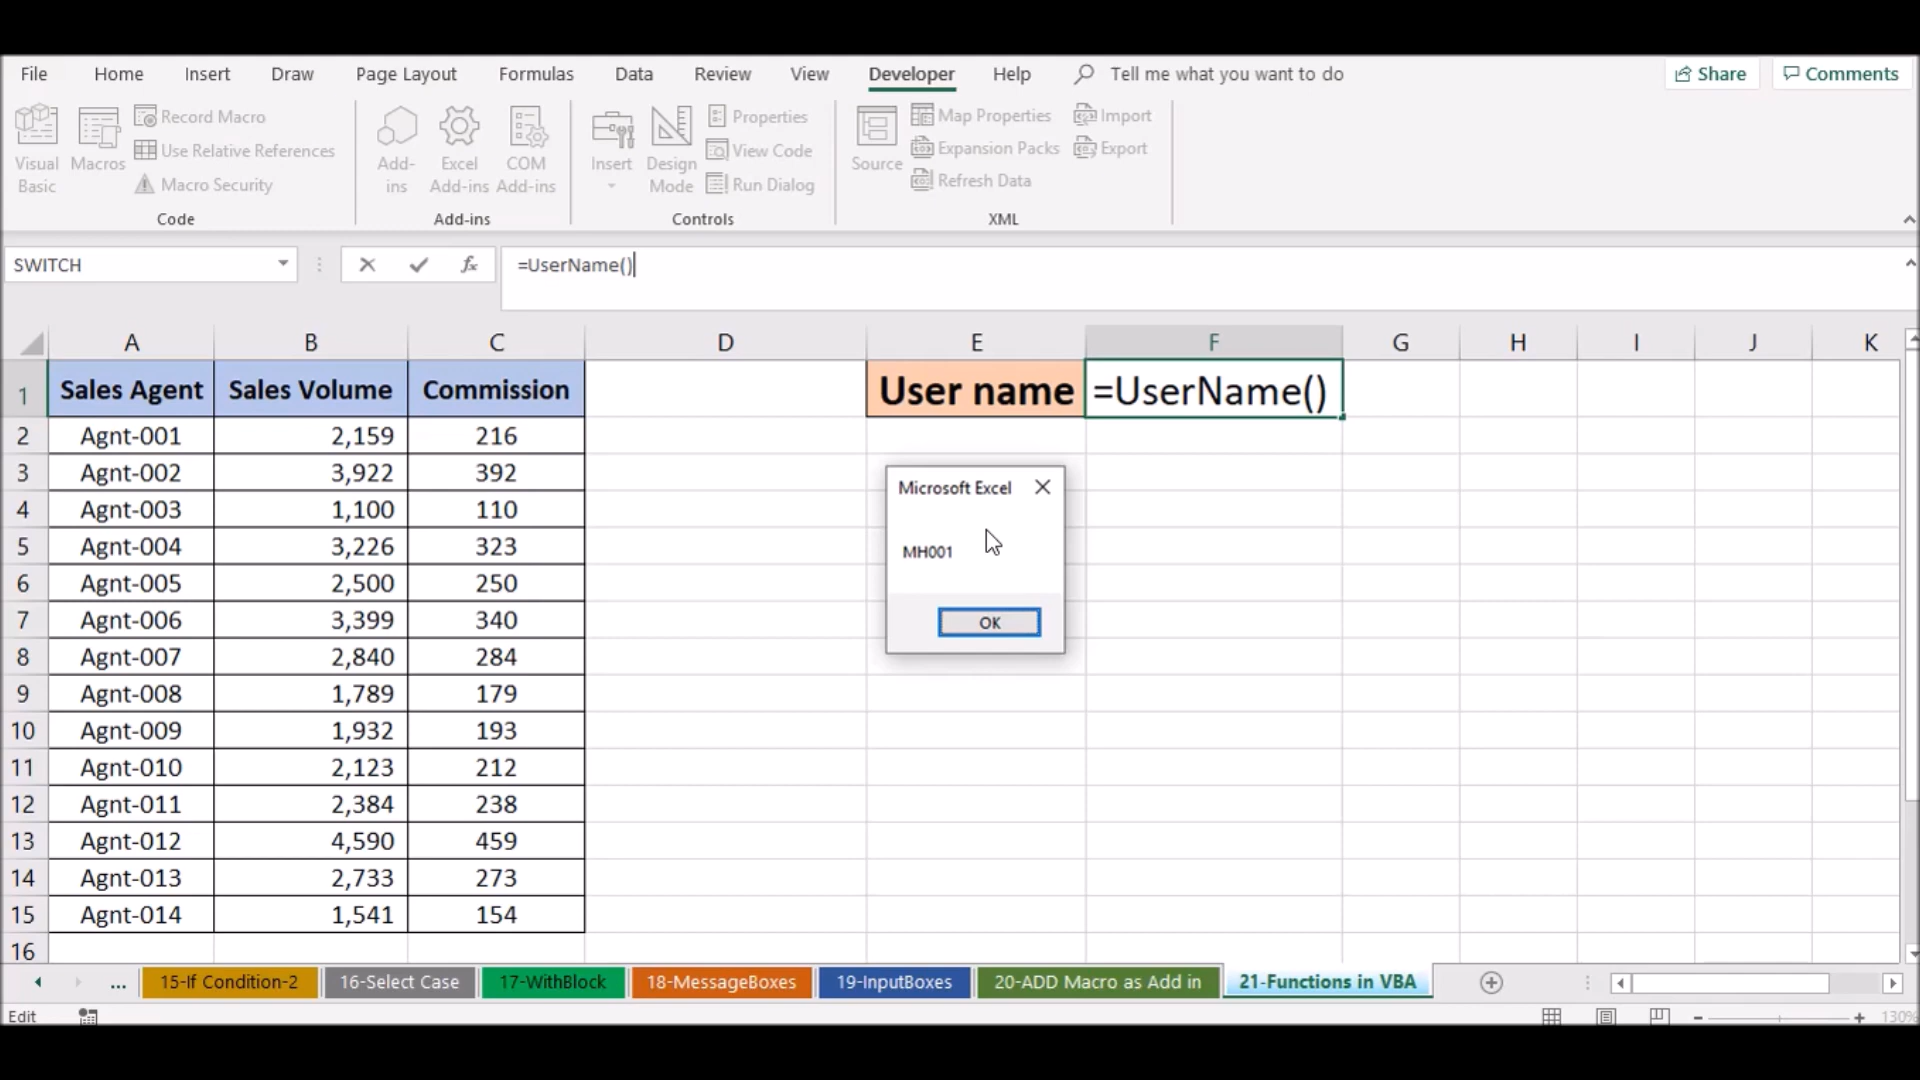 File Home Insert Draw Page Layout Formulas Data Review View Developer Help Tell me what you want to do Share Comments
Visual Basic
Macros
Record Macro
Use Relative References
Macro Security
Code
Add-ins
Excel Add-ins
COM Add-ins
Add-ins
Insert
Design Mode
Properties
View Code
Run Dialog
Controls
Source
Map Properties
Expansion Packs
Refresh Data
Import
Export
XML
SWITCH fx =UserName()
A B C D E F G H I J K
1 Sales Agent Sales Volume Commission User name =UserName()
2 Agnt-001 2,159 216
3 Agnt-002 3,922 392
4 Agnt-003 1,100 110
5 Agnt-004 3,226 323
6 Agnt-005 2,500 250
7 Agnt-006 3,399 340
8 Agnt-007 2,840 284
9 Agnt-008 1,789 179
10 Agnt-009 1,932 193
11 Agnt-010 2,123 212
12 Agnt-011 2,384 238
13 Agnt-012 4,590 459
14 Agnt-013 2,733 273
15 Agnt-014 1,541 154
16
Microsoft Excel
MH001
OK
... 15-If Condition-2 16-Select Case 17-WithBlock 18-MessageBoxes 19-InputBoxes 20-ADD Macro as Add in 21-Functions in VBA
Edit 130%